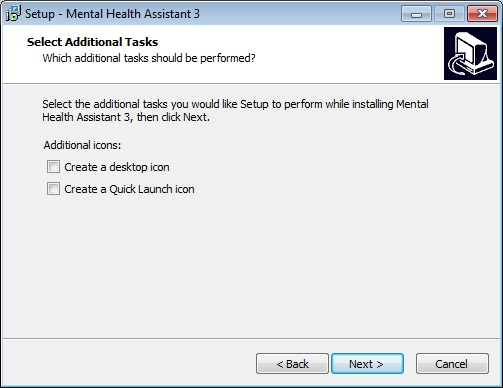 Setup - Mental Health Assistant 3
Select Additional Tasks
Which additional tasks should be performed?
Select the additional tasks you would like Setup to perform while installing Mental
Health Assistant 3, then click Next.
Additional icons:
Create a desktop icon
Create a Quick Launch icon
< Back
Next >
Cancel